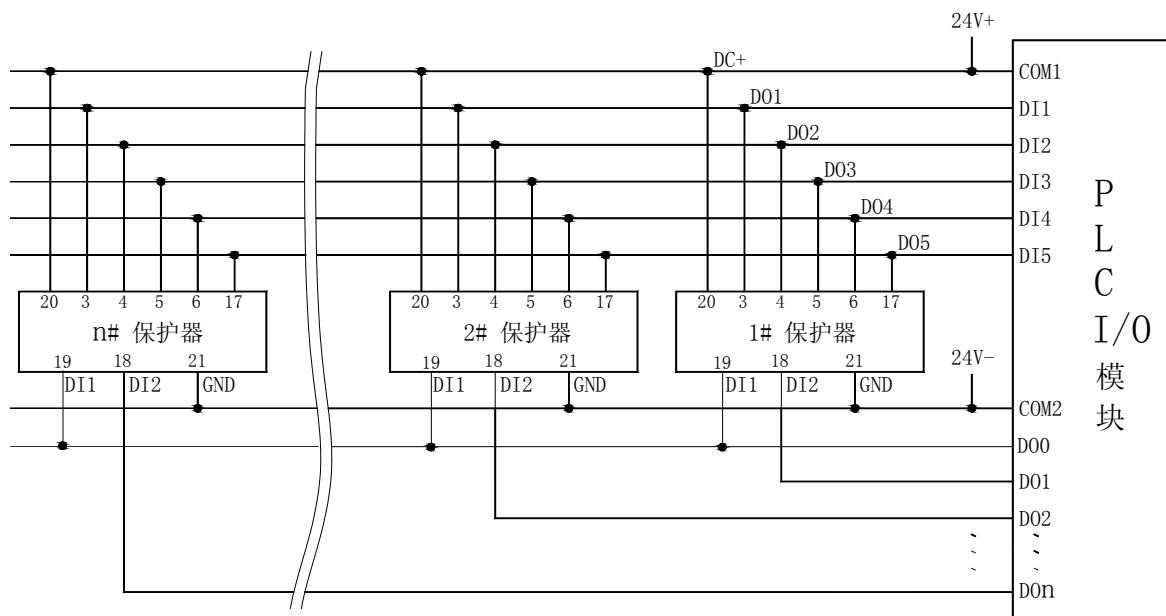 24V+
DC+
COM1
DO1
DI1
DO2
DI2
DO3
DI3
DO4
DI4
DO5
DI5
20 3 4 5 6 17
20 3 4 5 6 17
20 3 4 5 6 17
n# 保护器
2# 保护器
1# 保护器
19 18 21
19 18 21
19 18 21
DI1 DI2 GND
DI1 DI2 GND
DI1 DI2 GND
24V-
COM2
DO0
DO1
DO2
DOn
PLC I/O 模块